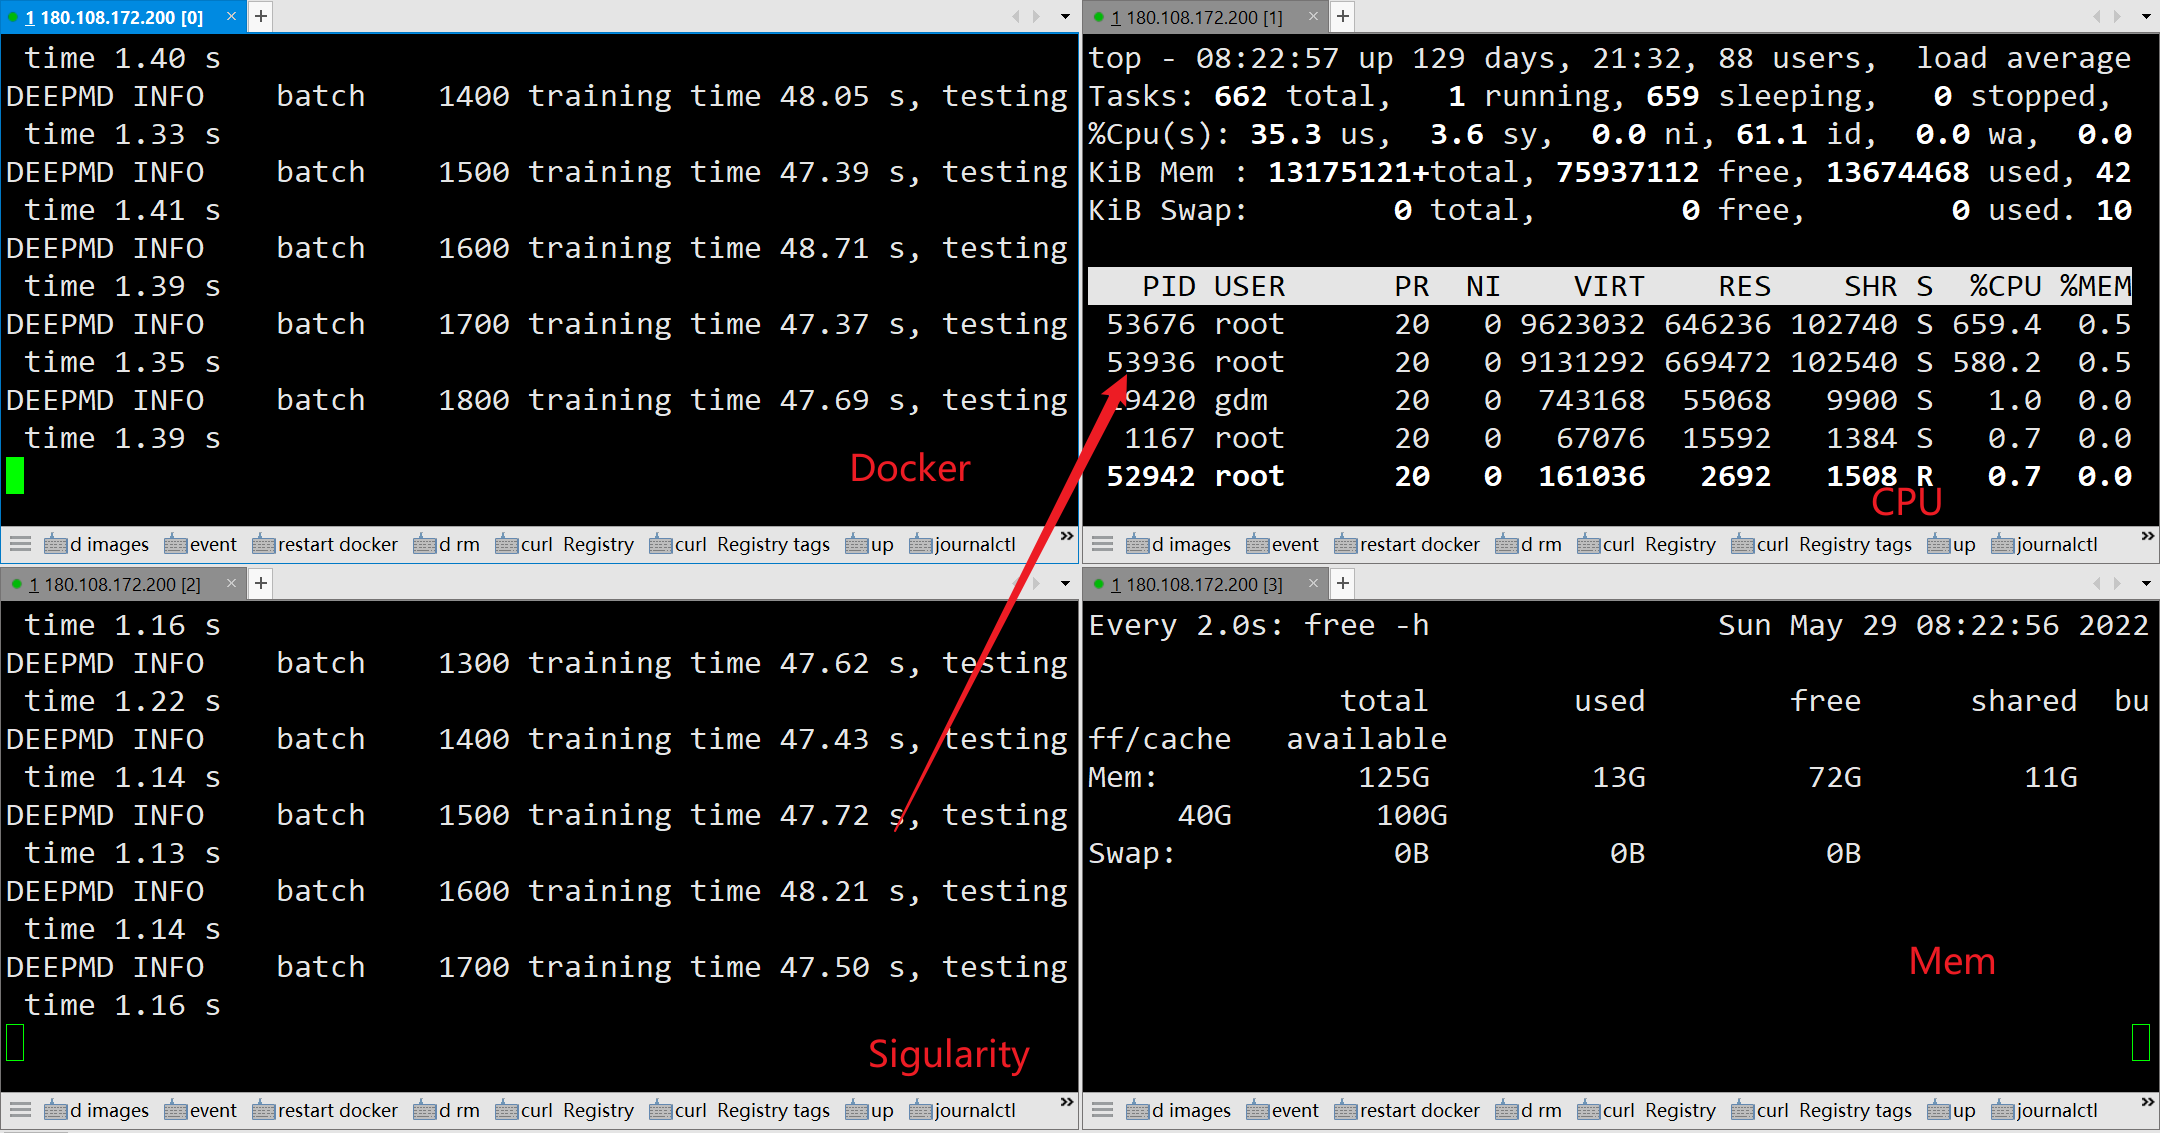 1 180.108.172.200 [0]
time 1.40 s
DEEPMD INFO    batch    1400 training time 48.05 s, testing
time 1.33 s
DEEPMD INFO    batch    1500 training time 47.39 s, testing
time 1.41 s
DEEPMD INFO    batch    1600 training time 48.71 s, testing
time 1.39 s
DEEPMD INFO    batch    1700 training time 47.37 s, testing
time 1.35 s
DEEPMD INFO    batch    1800 training time 47.69 s, testing
time 1.39 s
Docker
d images event restart docker d rm curl Registry curl Registry tags up journalctl
1 180.108.172.200 [1]
top - 08:22:57 up 129 days, 21:32, 88 users,  load average
Tasks: 662 total,   1 running, 659 sleeping,   0 stopped,
%Cpu(s): 35.3 us,  3.6 sy,  0.0 ni, 61.1 id,  0.0 wa,  0.0
KiB Mem : 13175121+total, 75937112 free, 13674468 used, 42
KiB Swap:        0 total,        0 free,        0 used. 10
PID USER      PR  NI    VIRT    RES    SHR S  %CPU %MEM
53676 root      20   0 9623032 646236 102740 S 659.4  0.5
53936 root      20   0 9131292 669472 102540 S 580.2  0.5
9420 gdm       20   0  743168  55068   9900 S   1.0  0.0
1167 root      20   0   67076  15592   1384 S   0.7  0.0
52942 root      20   0  161036   2692   1508 R   0.7  0.0
CPU
d images event restart docker d rm curl Registry curl Registry tags up journalctl
1 180.108.172.200 [2]
time 1.16 s
DEEPMD INFO    batch    1300 training time 47.62 s, testing
time 1.22 s
DEEPMD INFO    batch    1400 training time 47.43 s, testing
time 1.14 s
DEEPMD INFO    batch    1500 training time 47.72 s, testing
time 1.13 s
DEEPMD INFO    batch    1600 training time 48.21 s, testing
time 1.14 s
DEEPMD INFO    batch    1700 training time 47.50 s, testing
time 1.16 s
Sigularity
d images event restart docker d rm curl Registry curl Registry tags up journalctl
1 180.108.172.200 [3]
Every 2.0s: free -h                Sun May 29 08:22:56 2022
total        used        free      shared  bu
ff/cache   available
Mem:           125G         13G         72G         11G
40G        100G
Swap:            0B          0B          0B
Mem
d images event restart docker d rm curl Registry curl Registry tags up journalctl